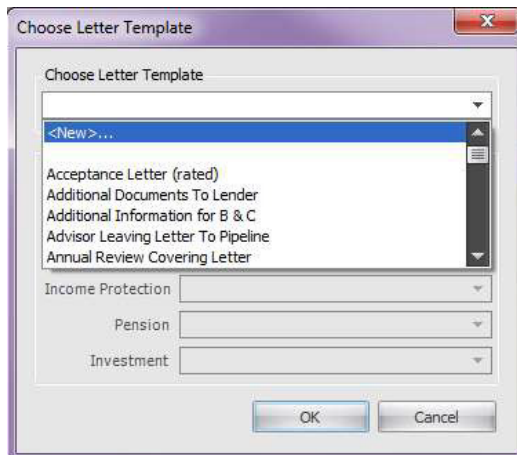 Choose Letter Template
Choose Letter Template
<New>...
Acceptance Letter (rated)
Additional Documents To Lender
Additional Information for B & C
Advisor Leaving Letter To Pipeline
Annual Review Covering Letter
Income Protection
Pension
Investment
OK Cancel